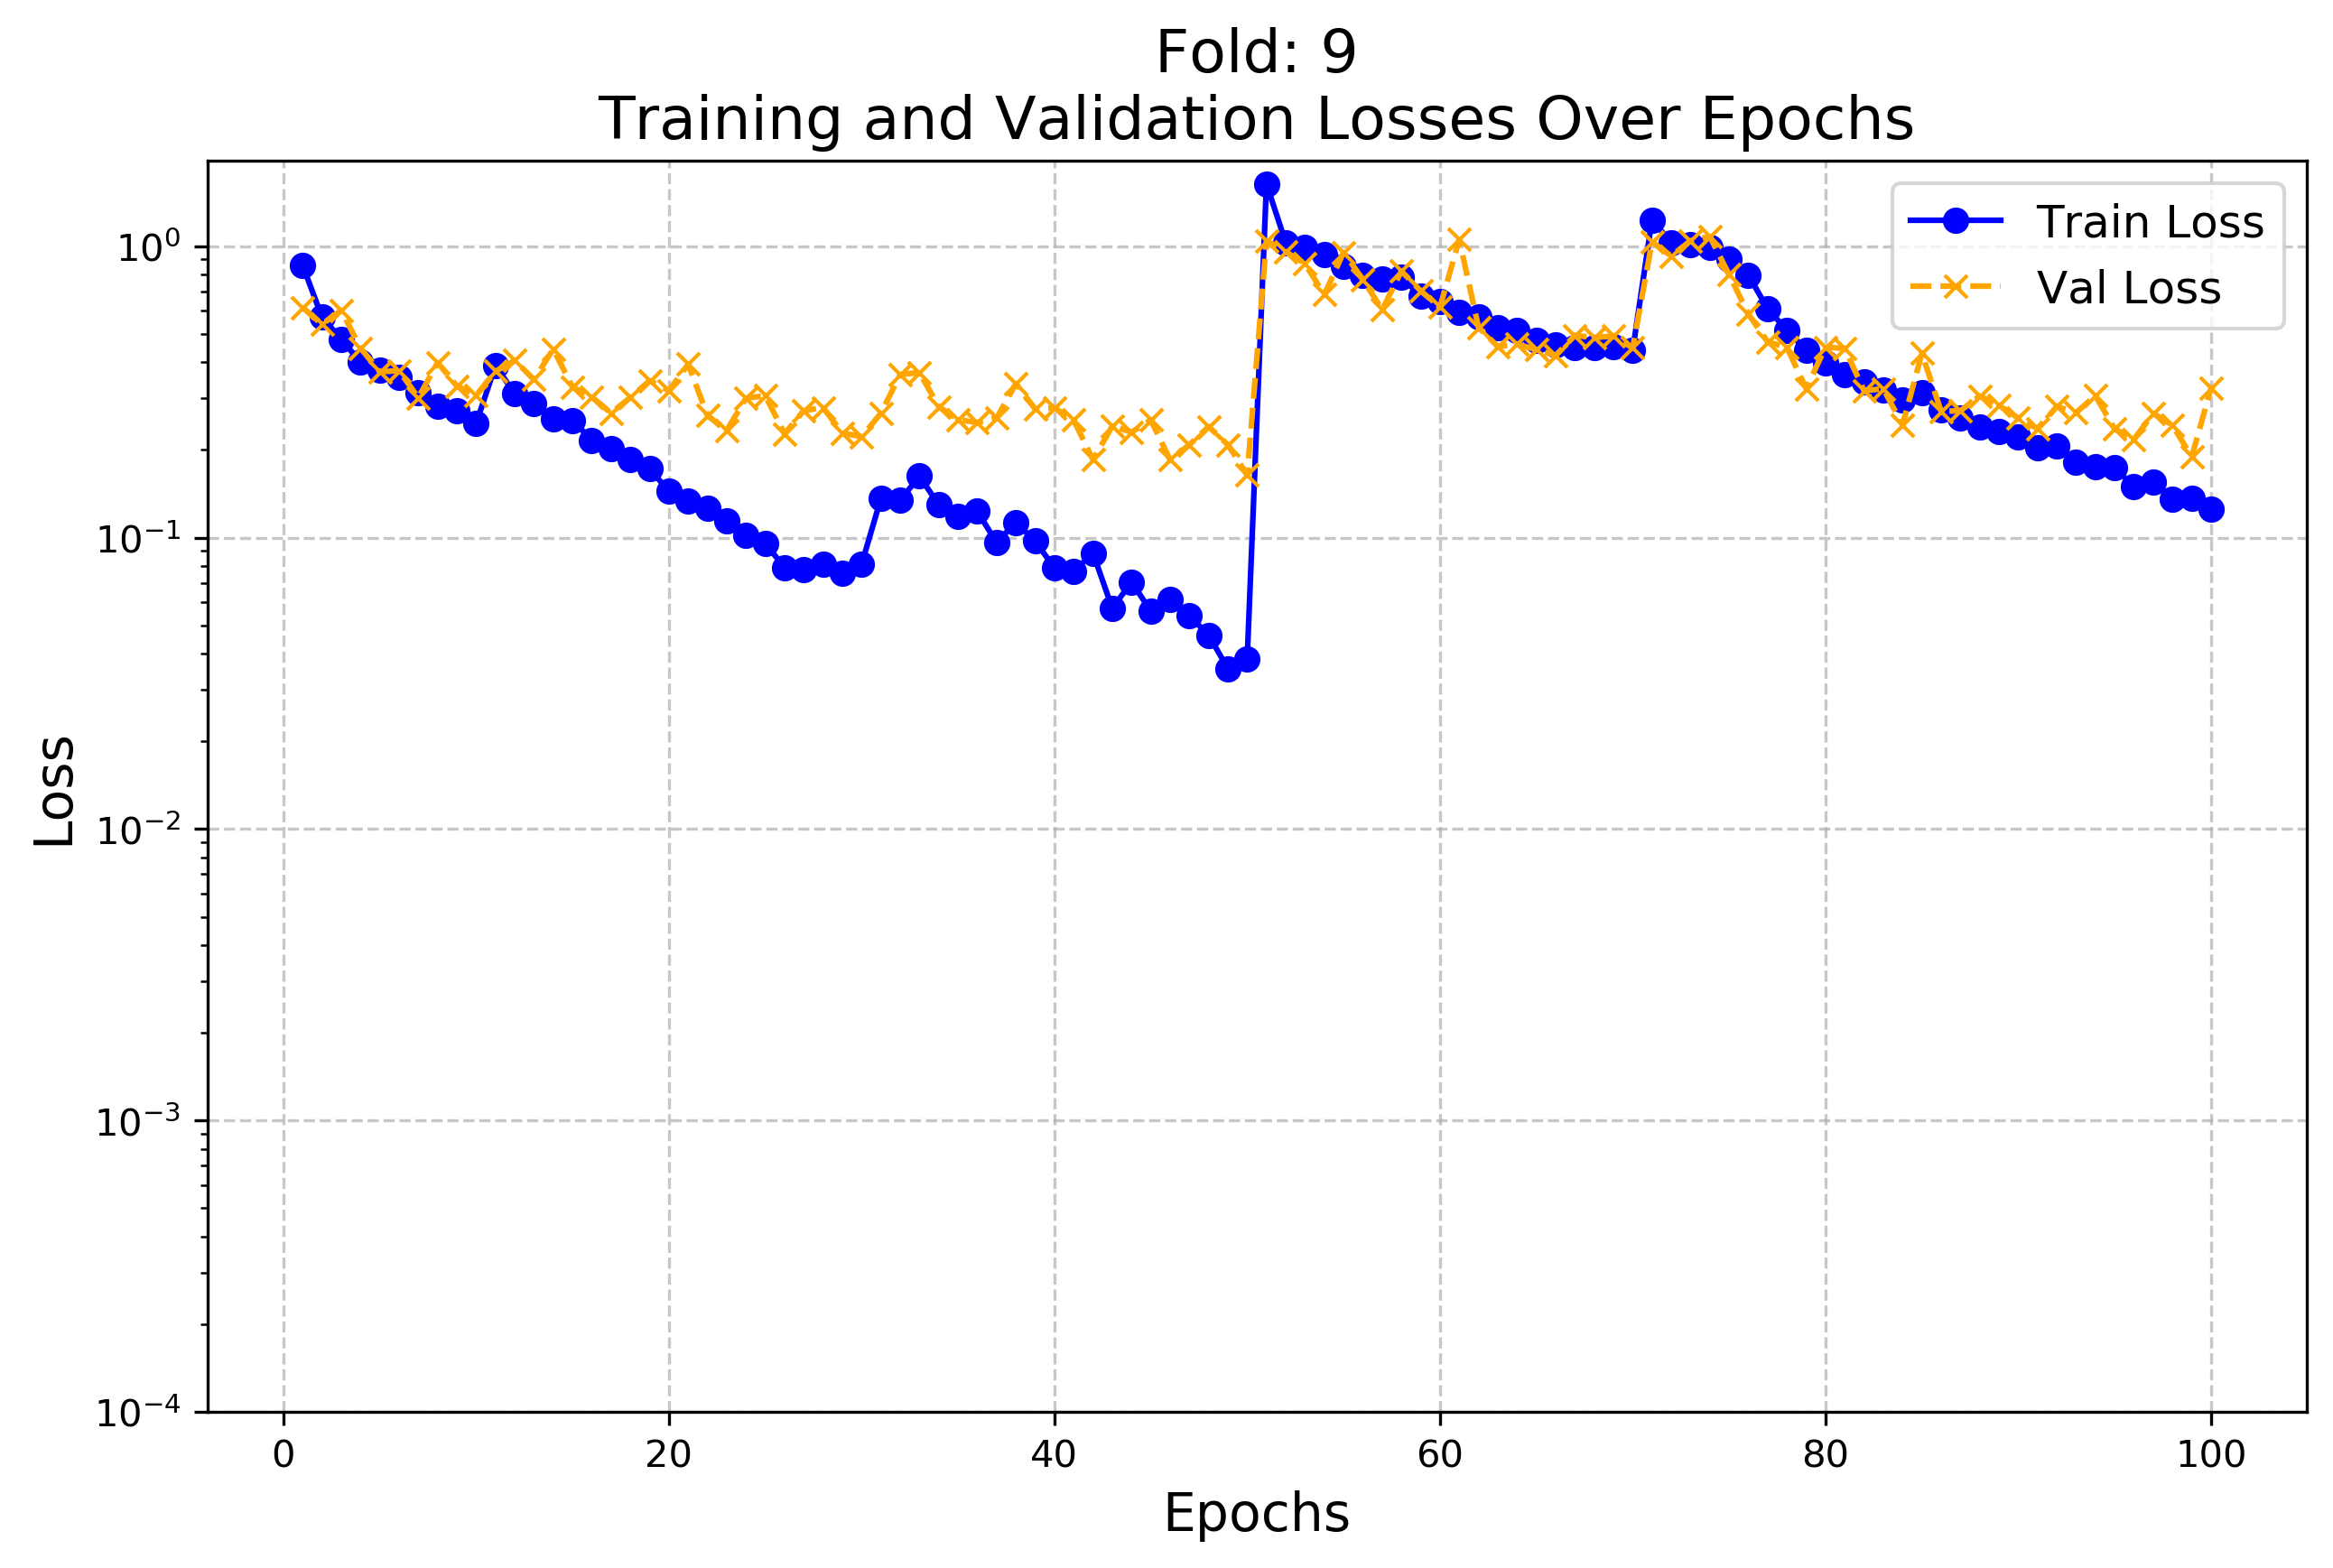 Fold: 9
Training and Validation Losses Over Epochs
Train Loss
Val Loss
Loss
10⁰
10⁻¹
10⁻²
10⁻³
10⁻⁴
0 20 40 60 80 100
Epochs